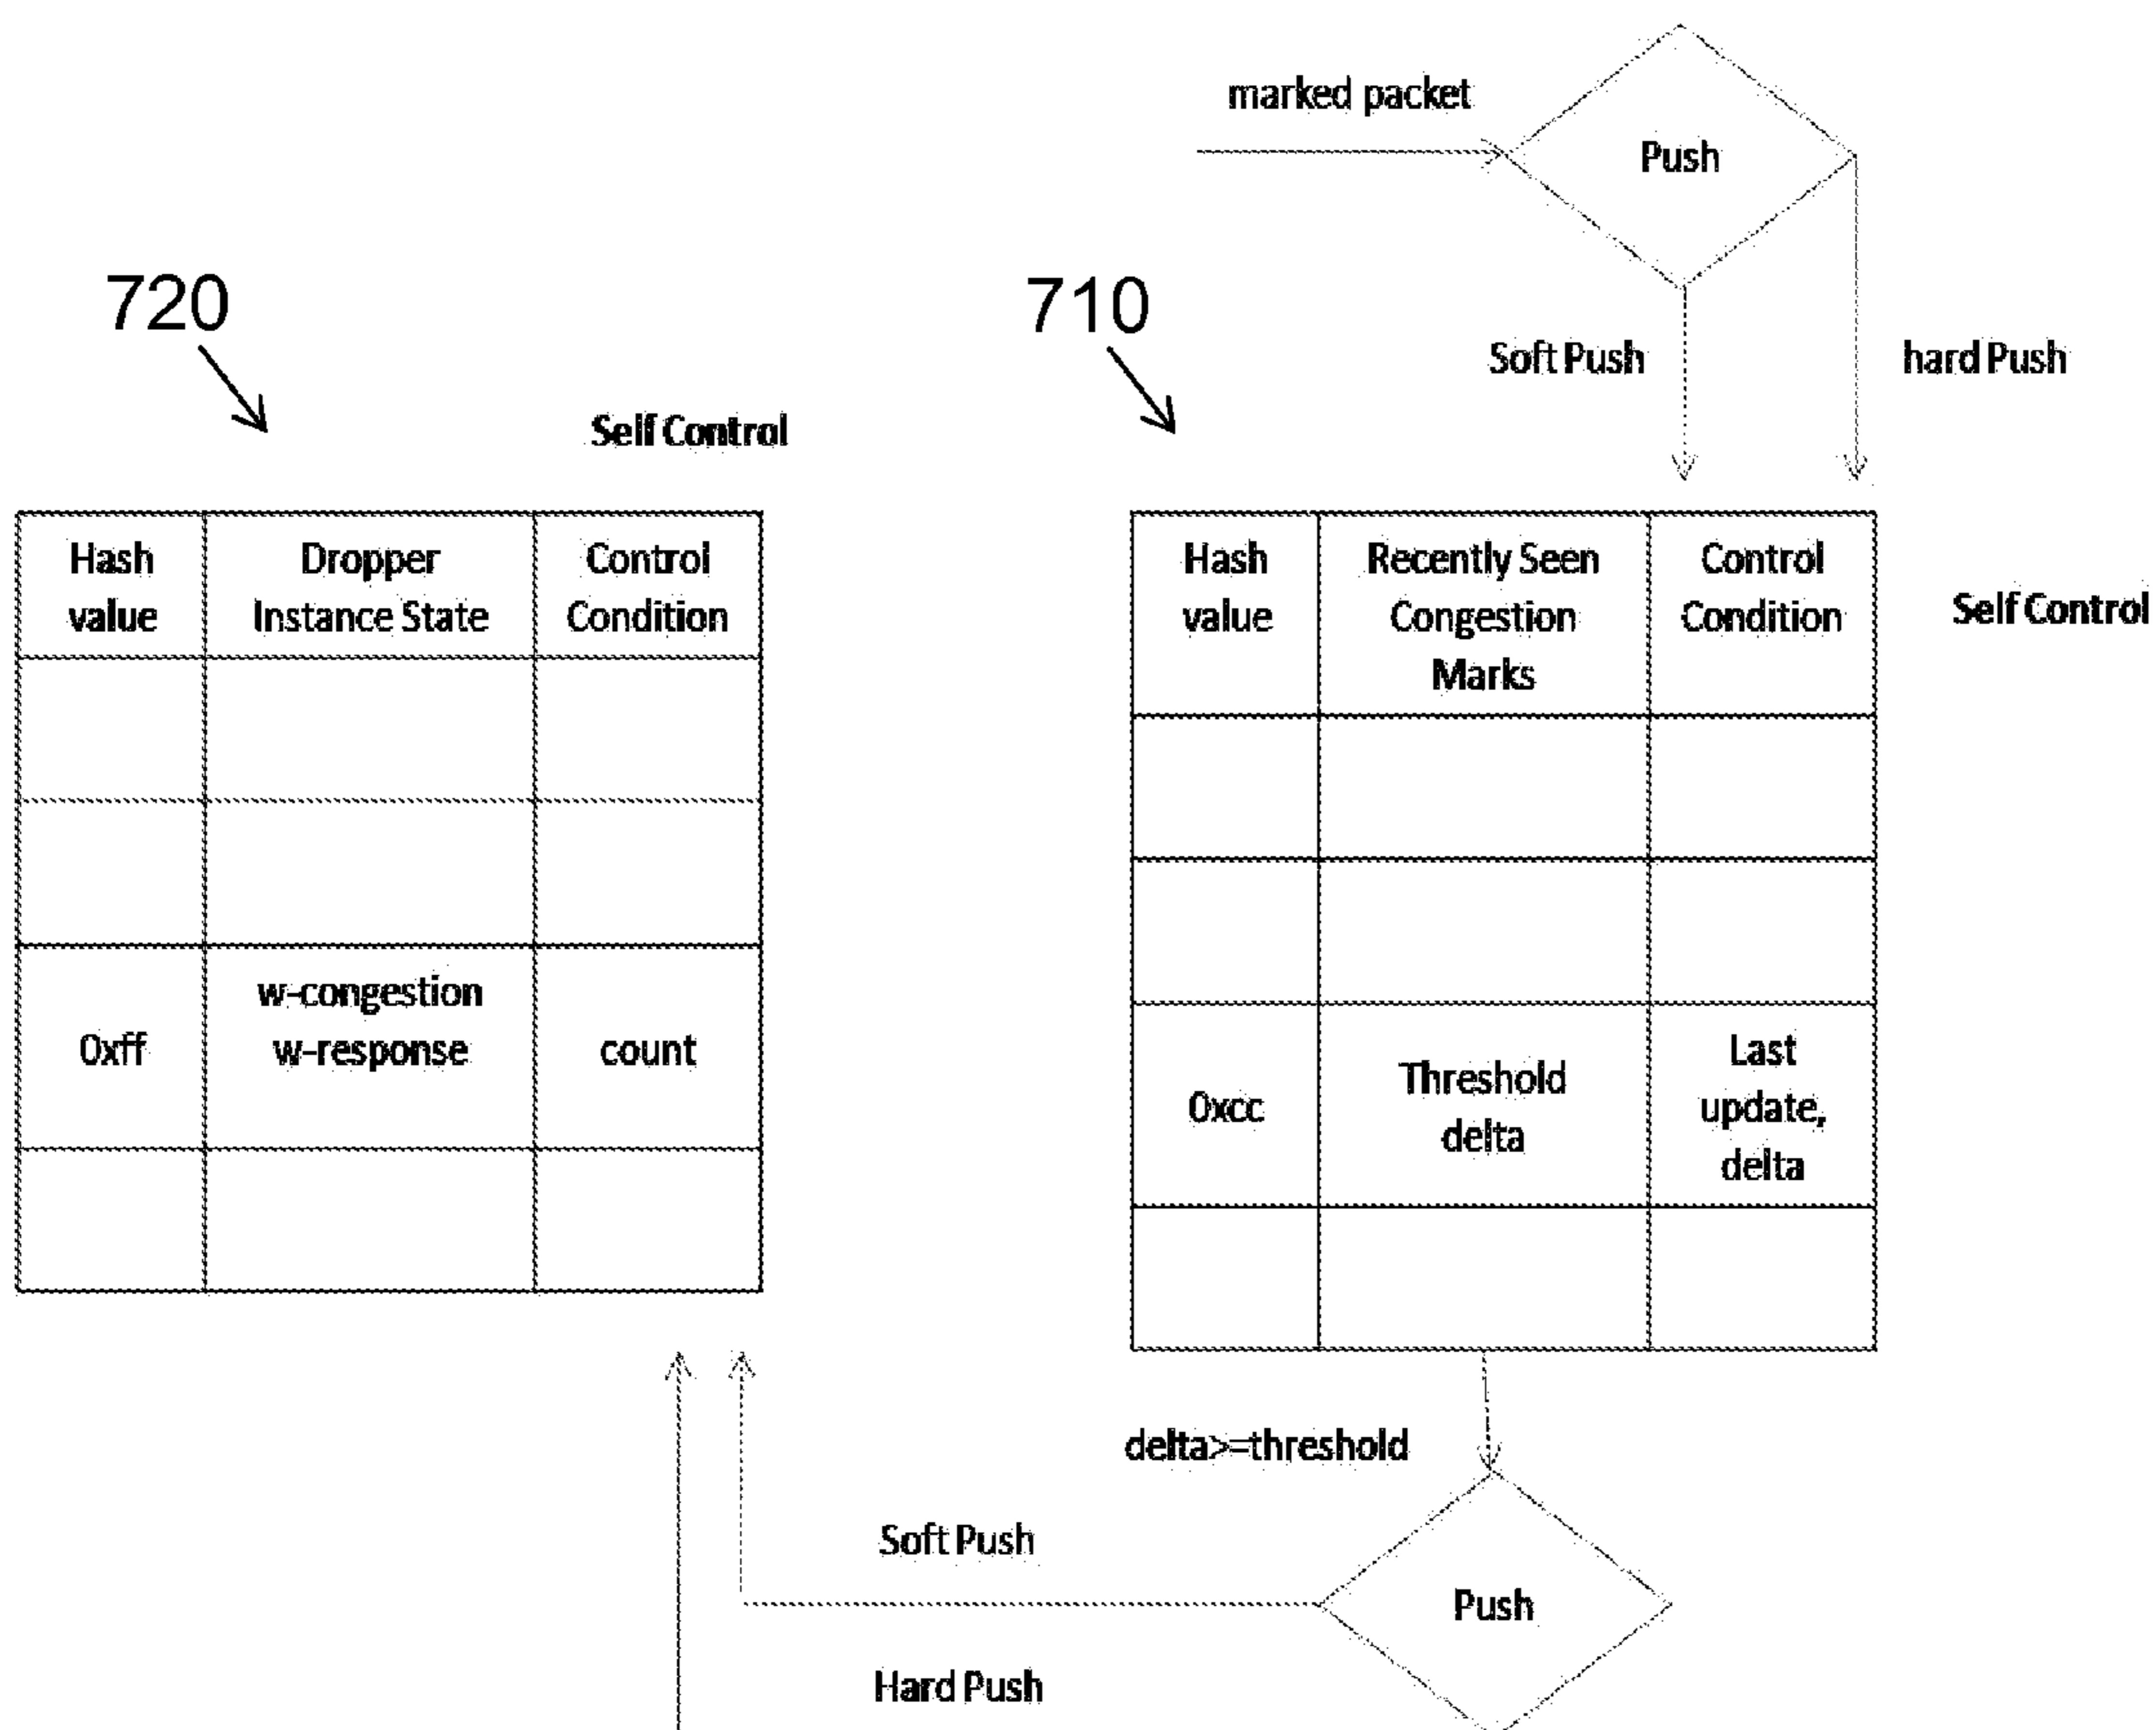 marked packet
Push
720
710
Soft Push
hard Push
Self Control
Hash
value
Dropper
Instance State
Control
Condition
0xff
w-congestion
w-response
count
Hash
value
Recently Seen
Congestion
Marks
Control
Condition
Self Control
0xcc
Threshold
delta
Last
update,
delta
delta>=threshold
Soft Push
Push
Hard Push